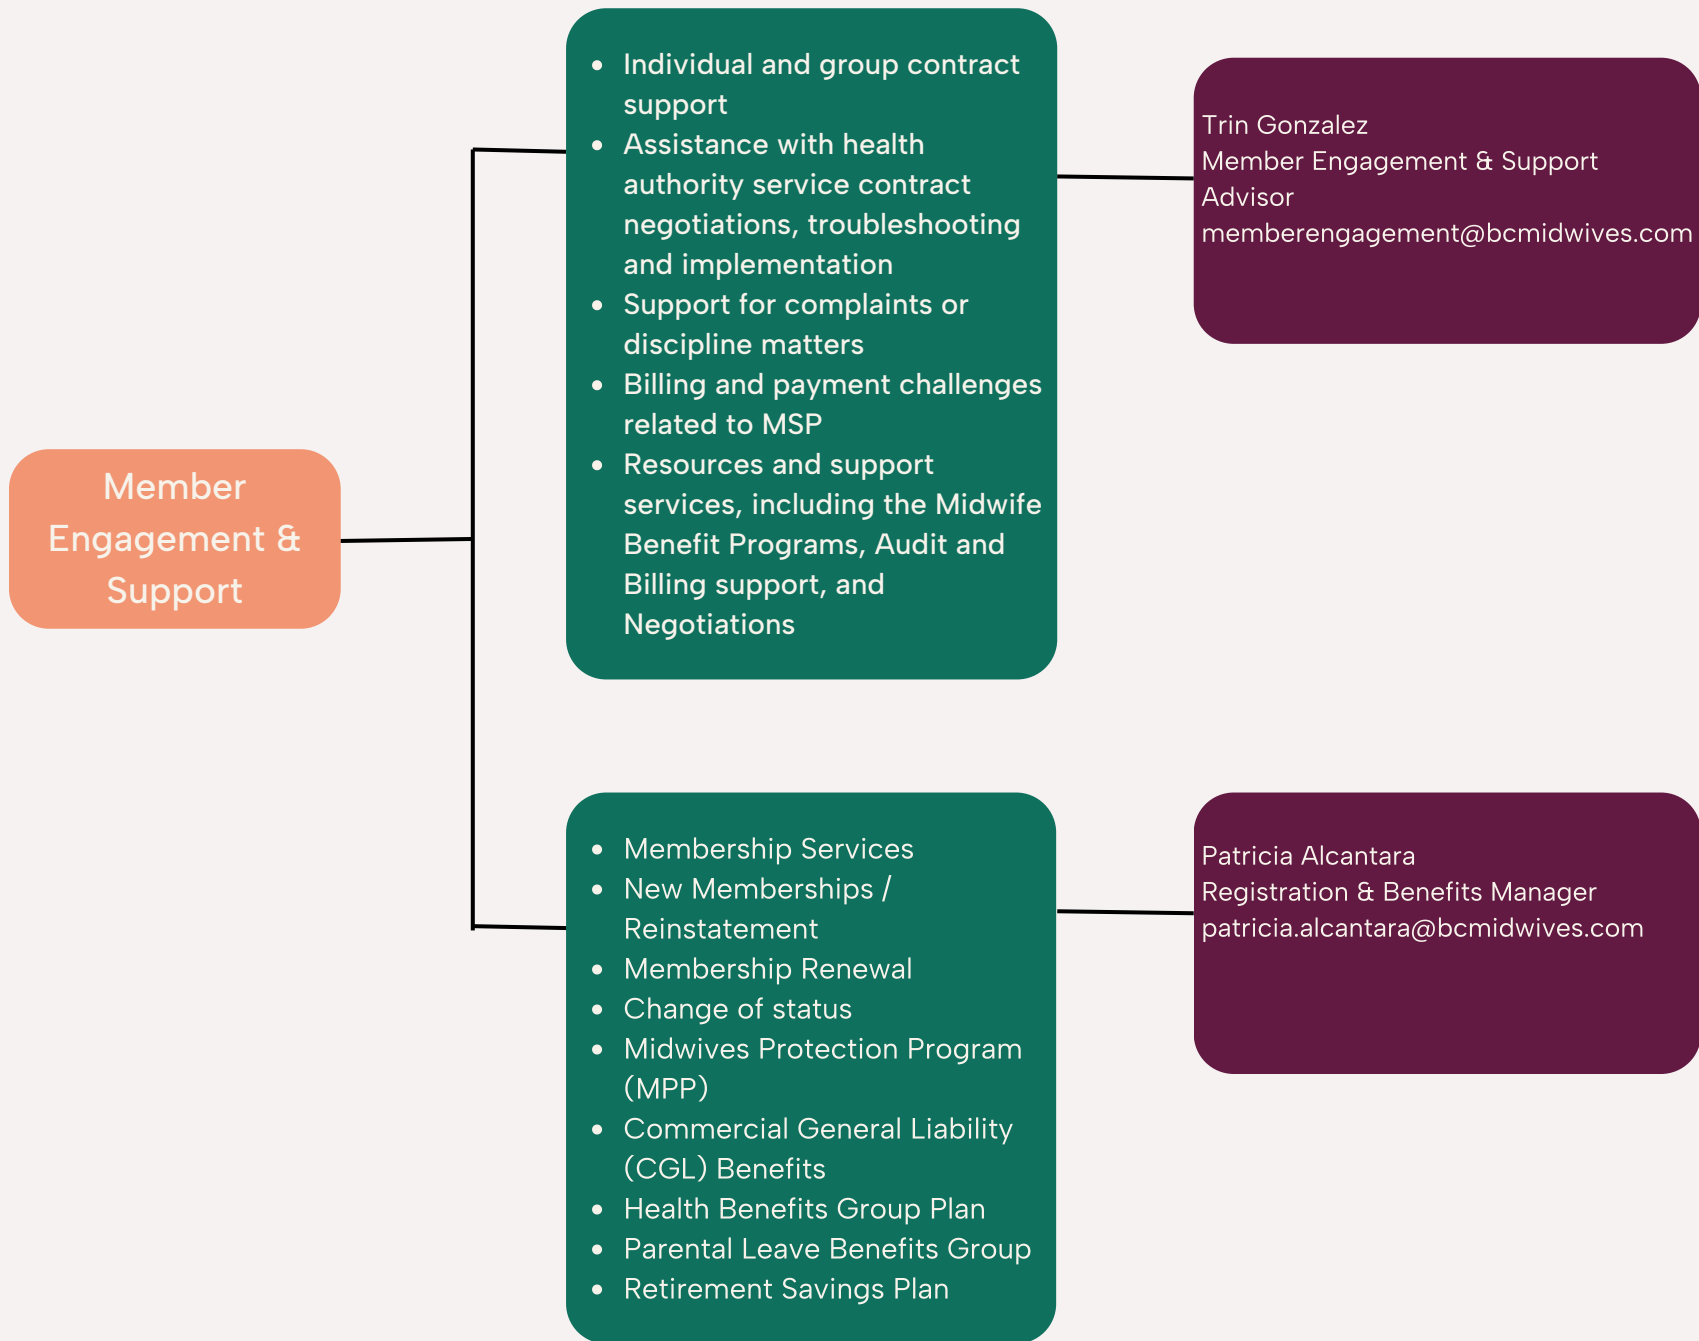 Member
Engagement &
Support
• Individual and group contract
support
• Assistance with health
authority service contract
negotiations, troubleshooting
and implementation
• Support for complaints or
discipline matters
• Billing and payment challenges
related to MSP
• Resources and support
services, including the Midwife
Benefit Programs, Audit and
Billing support, and
Negotiations
Trin Gonzalez
Member Engagement & Support
Advisor
memberengagement@bcmidwives.com
• Membership Services
• New Memberships /
Reinstatement
• Membership Renewal
• Change of status
• Midwives Protection Program
(MPP)
• Commercial General Liability
(CGL) Benefits
• Health Benefits Group Plan
• Parental Leave Benefits Group
• Retirement Savings Plan
Patricia Alcantara
Registration & Benefits Manager
patricia.alcantara@bcmidwives.com